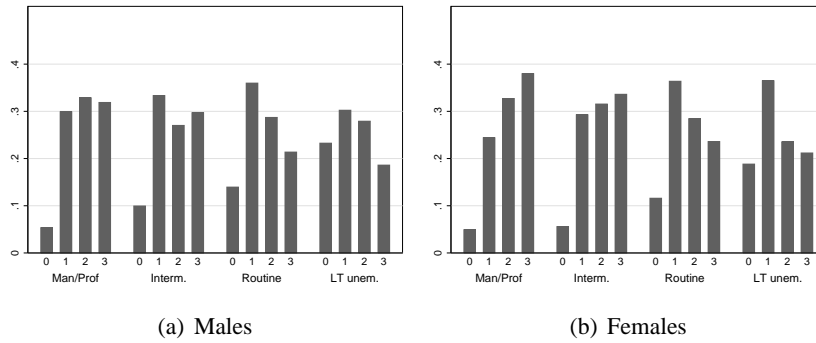 .4
.3
.2
.1
0
0 1 2 3 0 1 2 3 0 1 2 3 0 1 2 3
Man/Prof Interm. Routine LT unem.
(a) Males
.4
.3
.2
.1
0
0 1 2 3 0 1 2 3 0 1 2 3 0 1 2 3
Man/Prof Interm. Routine LT unem.
(b) Females